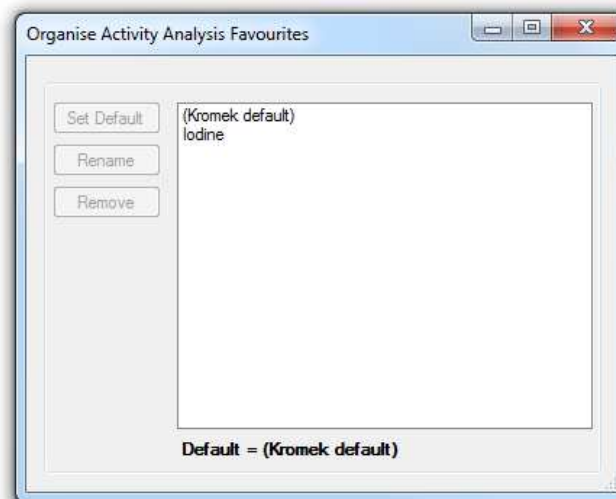 Organise Activity Analysis Favourites
Set Default
Rename
Remove
(Kromek default)
Iodine
Default = (Kromek default)